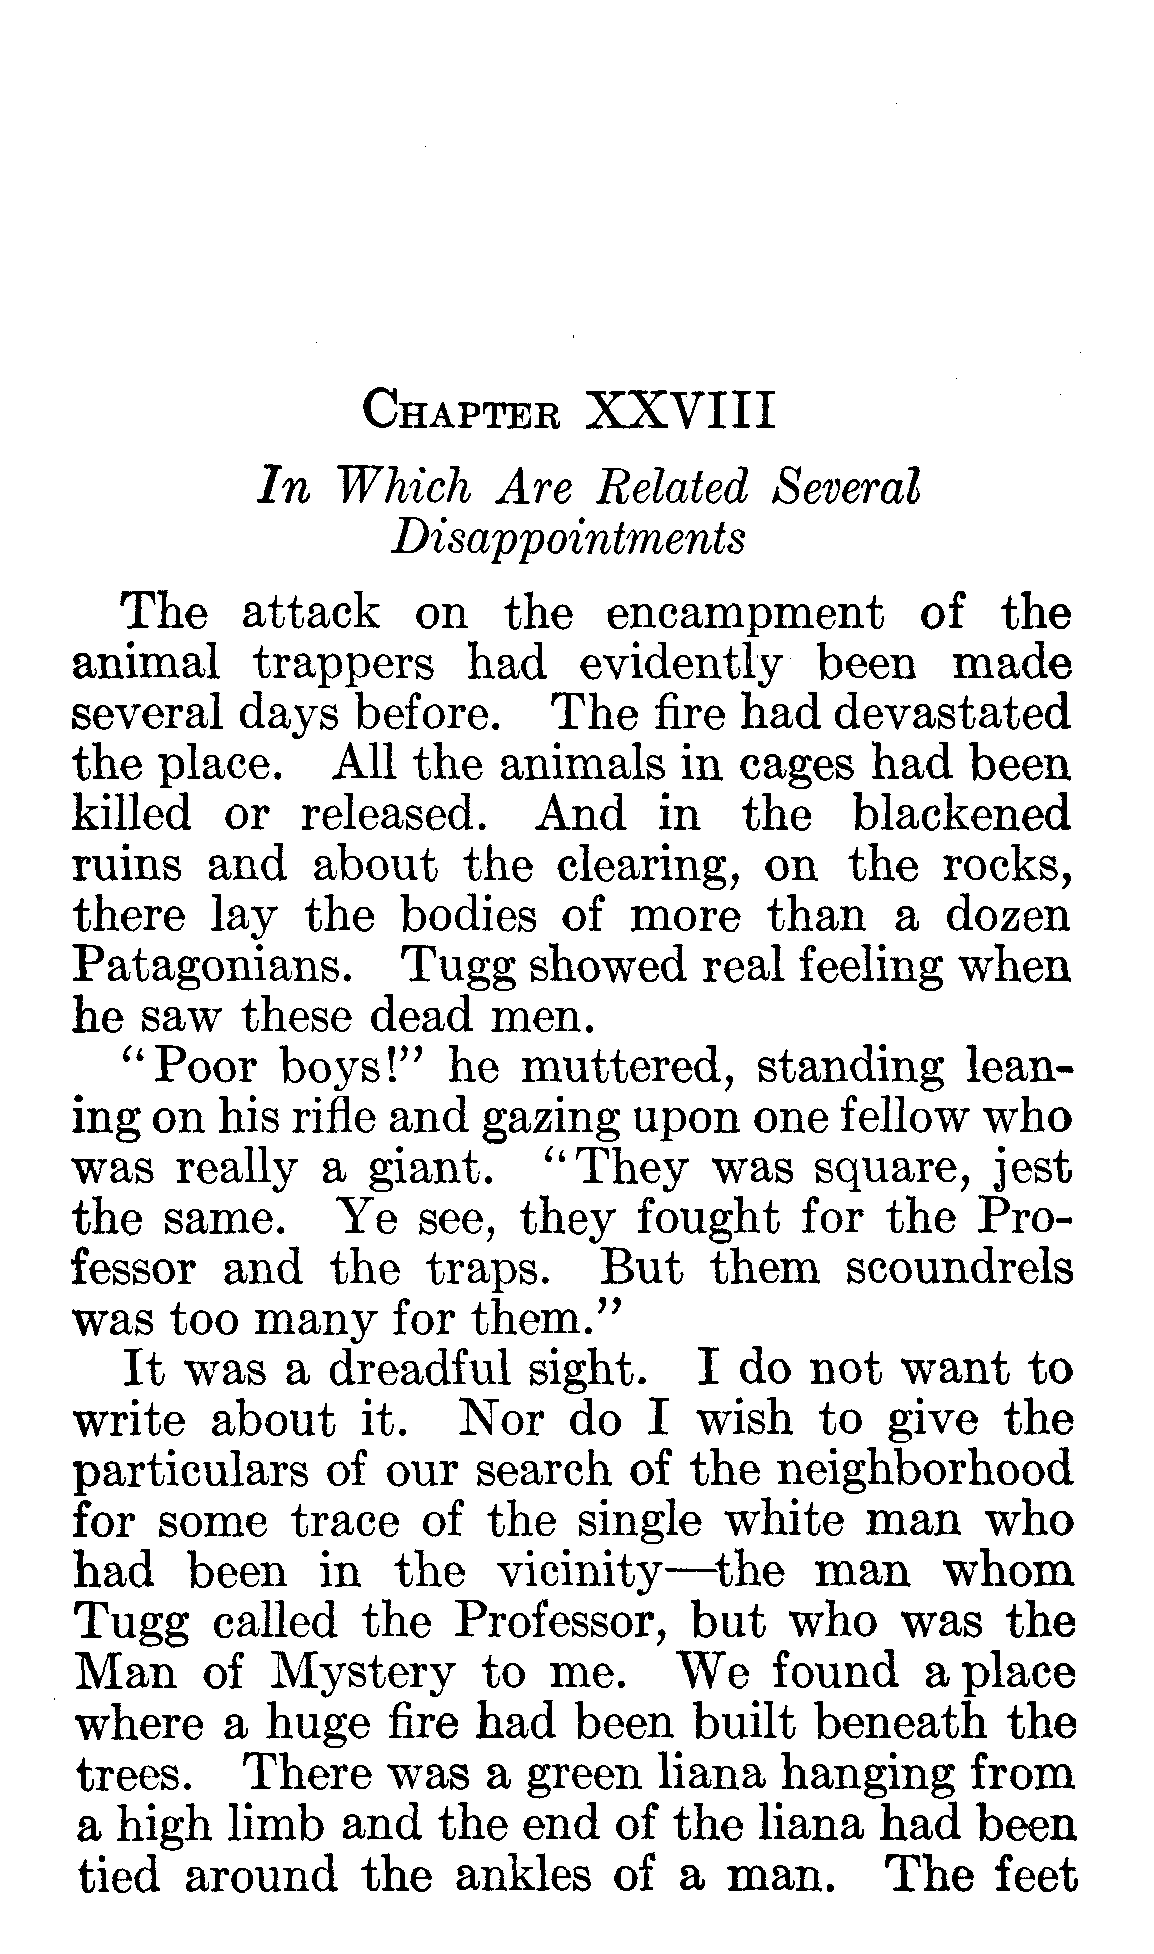 Chapter XXVIII
In Which Are Related Several
Disappointments
The attack on the encampment of the
animal trappers had evidently been made
several days before. The fire had devastated
the place. All the animals in cages had been
killed or released. And in the blackened
ruins and about the clearing, on the rocks,
there lay the bodies of more than a dozen
Patagonians. Tugg showed real feeling when
he saw these dead men.
“Poor boys!” he muttered, standing lean-
ing on his rifle and gazing upon one fellow who
was really a giant. “They was square, jest
the same. Ye see, they fought for the Pro-
fessor and the traps. But them scoundrels
was too many for them.”
It was a dreadful sight. I do not want to
write about it. Nor do I wish to give the
particulars of our search of the neighborhood
for some trace of the single white man who
had been in the vicinity—the man whom
Tugg called the Professor, but who was the
Man of Mystery to me. We found a place
where a huge fire had been built beneath the
trees. There was a green liana hanging from
a high limb and the end of the liana had been
tied around the ankles of a man. The feet